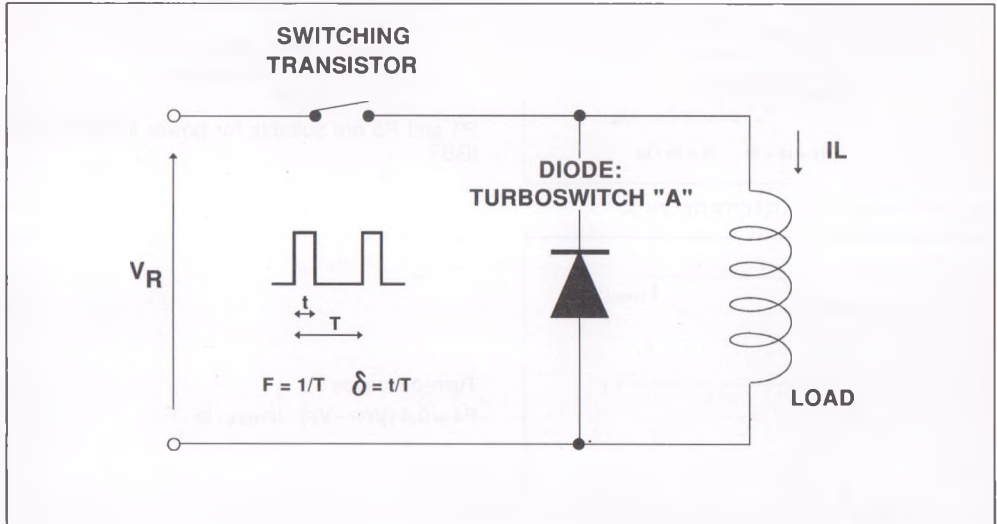 SWITCHING
TRANSISTOR
IL
DIODE:
TURBOSWITCH "A"
VR
t
T
F = 1/T δ = t/T
LOAD